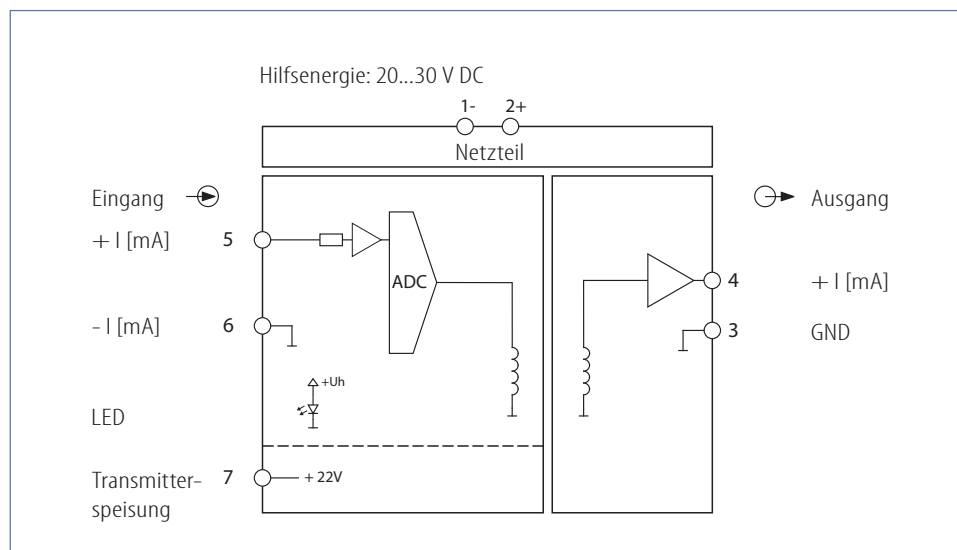 Hilfsenergie: 20...30 V DC
1- 2+
Netzteil
Eingang Ausgang
+ I [mA] 5
ADC
4 + I [mA]
- I [mA] 6
3 GND
+Uh
LED
Transmitter- 7 + 22V
speisung